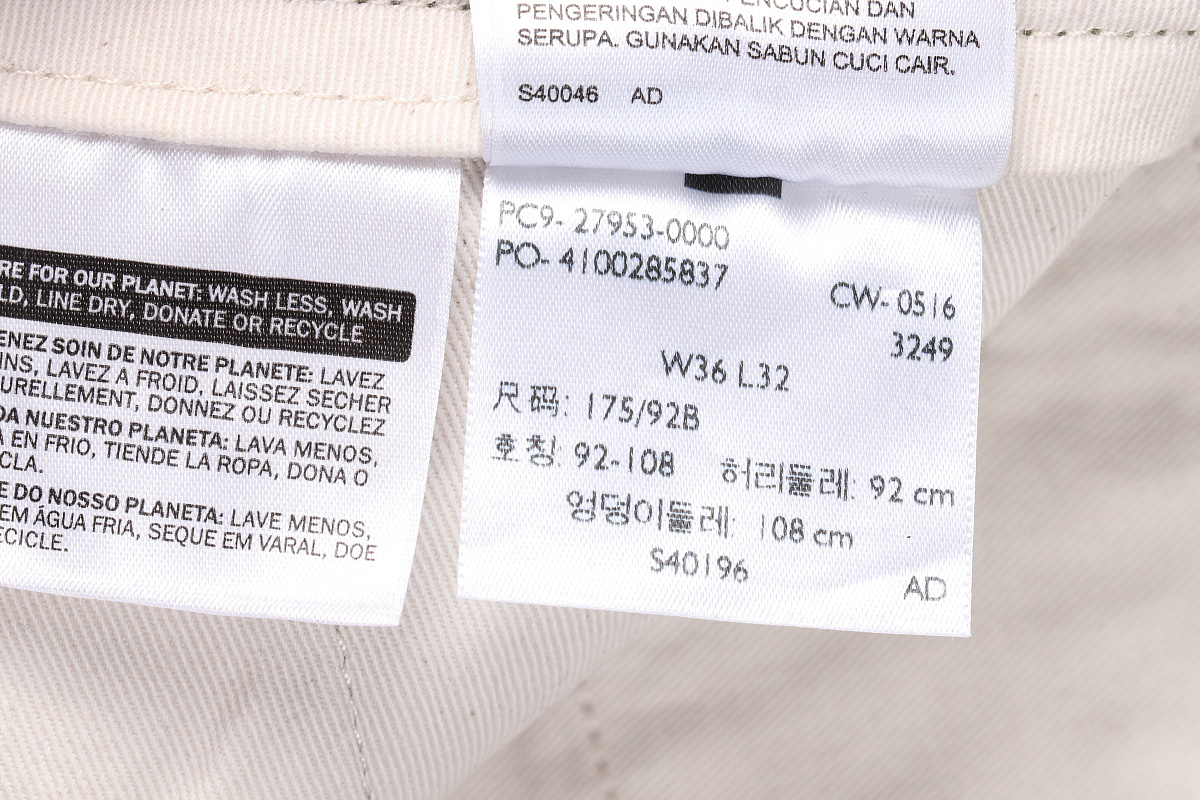 PENCUCIAN DAN
PENGERINGAN DIBALIK DENGAN WARNA
SERUPA. GUNAKAN SABUN CUCI CAIR.
S40046 AD
RE FOR OUR PLANET: WASH LESS, WASH
LD, LINE DRY, DONATE OR RECYCLE
ENEZ SOIN DE NOTRE PLANETE: LAVEZ
INS, LAVEZ A FROID, LAISSEZ SECHER
URELLEMENT, DONNEZ OU RECYCLEZ
DA NUESTRO PLANETA: LAVA MENOS,
A EN FRIO, TIENDE LA ROPA, DONA O
CLA.
E DO NOSSO PLANETA: LAVE MENOS,
EM ÁGUA FRIA, SEQUE EM VARAL, DOE
ECICLE.
PC9- 27953-0000
PO- 4100285837
CW- 0516
3249
W36 L32
尺码: 175/92B
호칭: 92-108 허리둘레: 92 cm
엉덩이둘레: 108 cm
S40196
AD